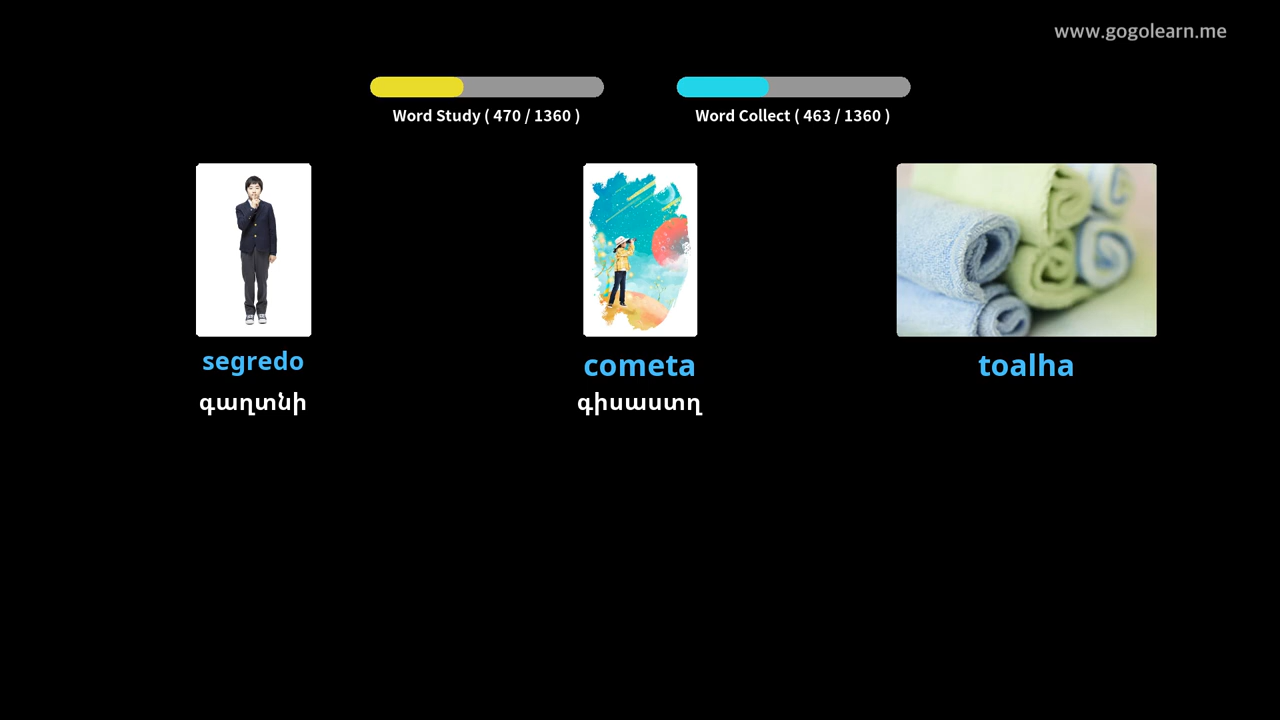 www.gogolearn.me
Word Study ( 470 / 1360 )
Word Collect ( 463 / 1360 )
segredo
cometa
toalha
գաղտնի
գիսաստղ